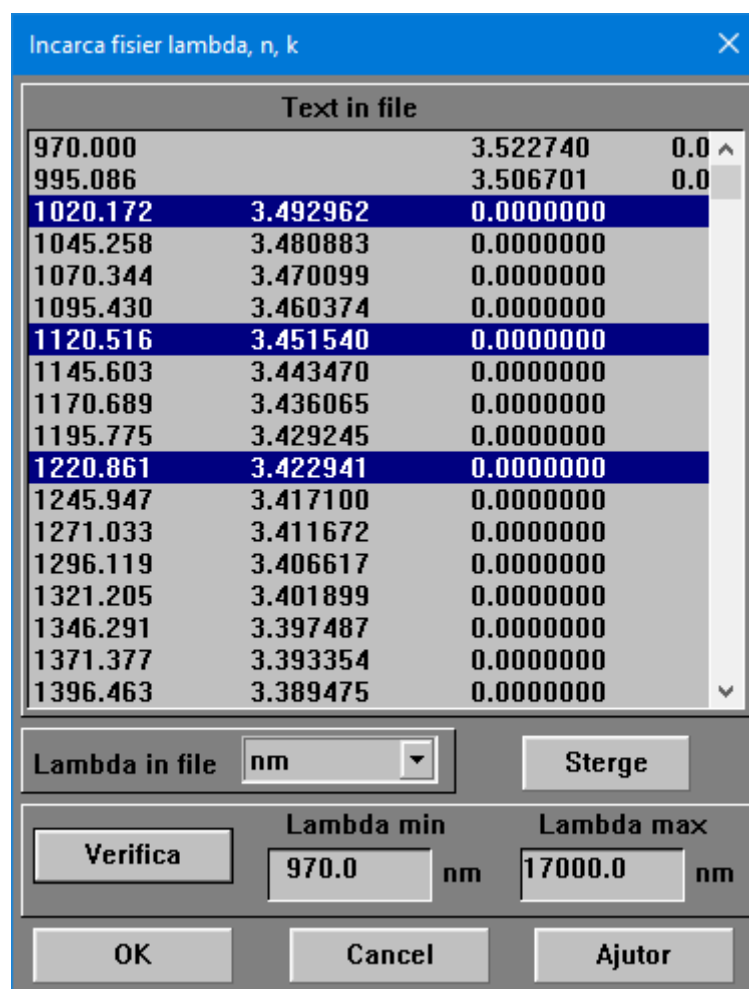 Incarca fisier lambda, n, k
Text in file
970.000 3.522740 0.0
995.086 3.506701 0.0
1020.172 3.492962 0.0000000
1045.258 3.480883 0.0000000
1070.344 3.470099 0.0000000
1095.430 3.460374 0.0000000
1120.516 3.451540 0.0000000
1145.603 3.443470 0.0000000
1170.689 3.436065 0.0000000
1195.775 3.429245 0.0000000
1220.861 3.422941 0.0000000
1245.947 3.417100 0.0000000
1271.033 3.411672 0.0000000
1296.119 3.406617 0.0000000
1321.205 3.401899 0.0000000
1346.291 3.397487 0.0000000
1371.377 3.393354 0.0000000
1396.463 3.389475 0.0000000
Lambda in file nm Sterge
Lambda min Lambda max
Verifica 970.0 nm 17000.0 nm
OK Cancel Ajutor